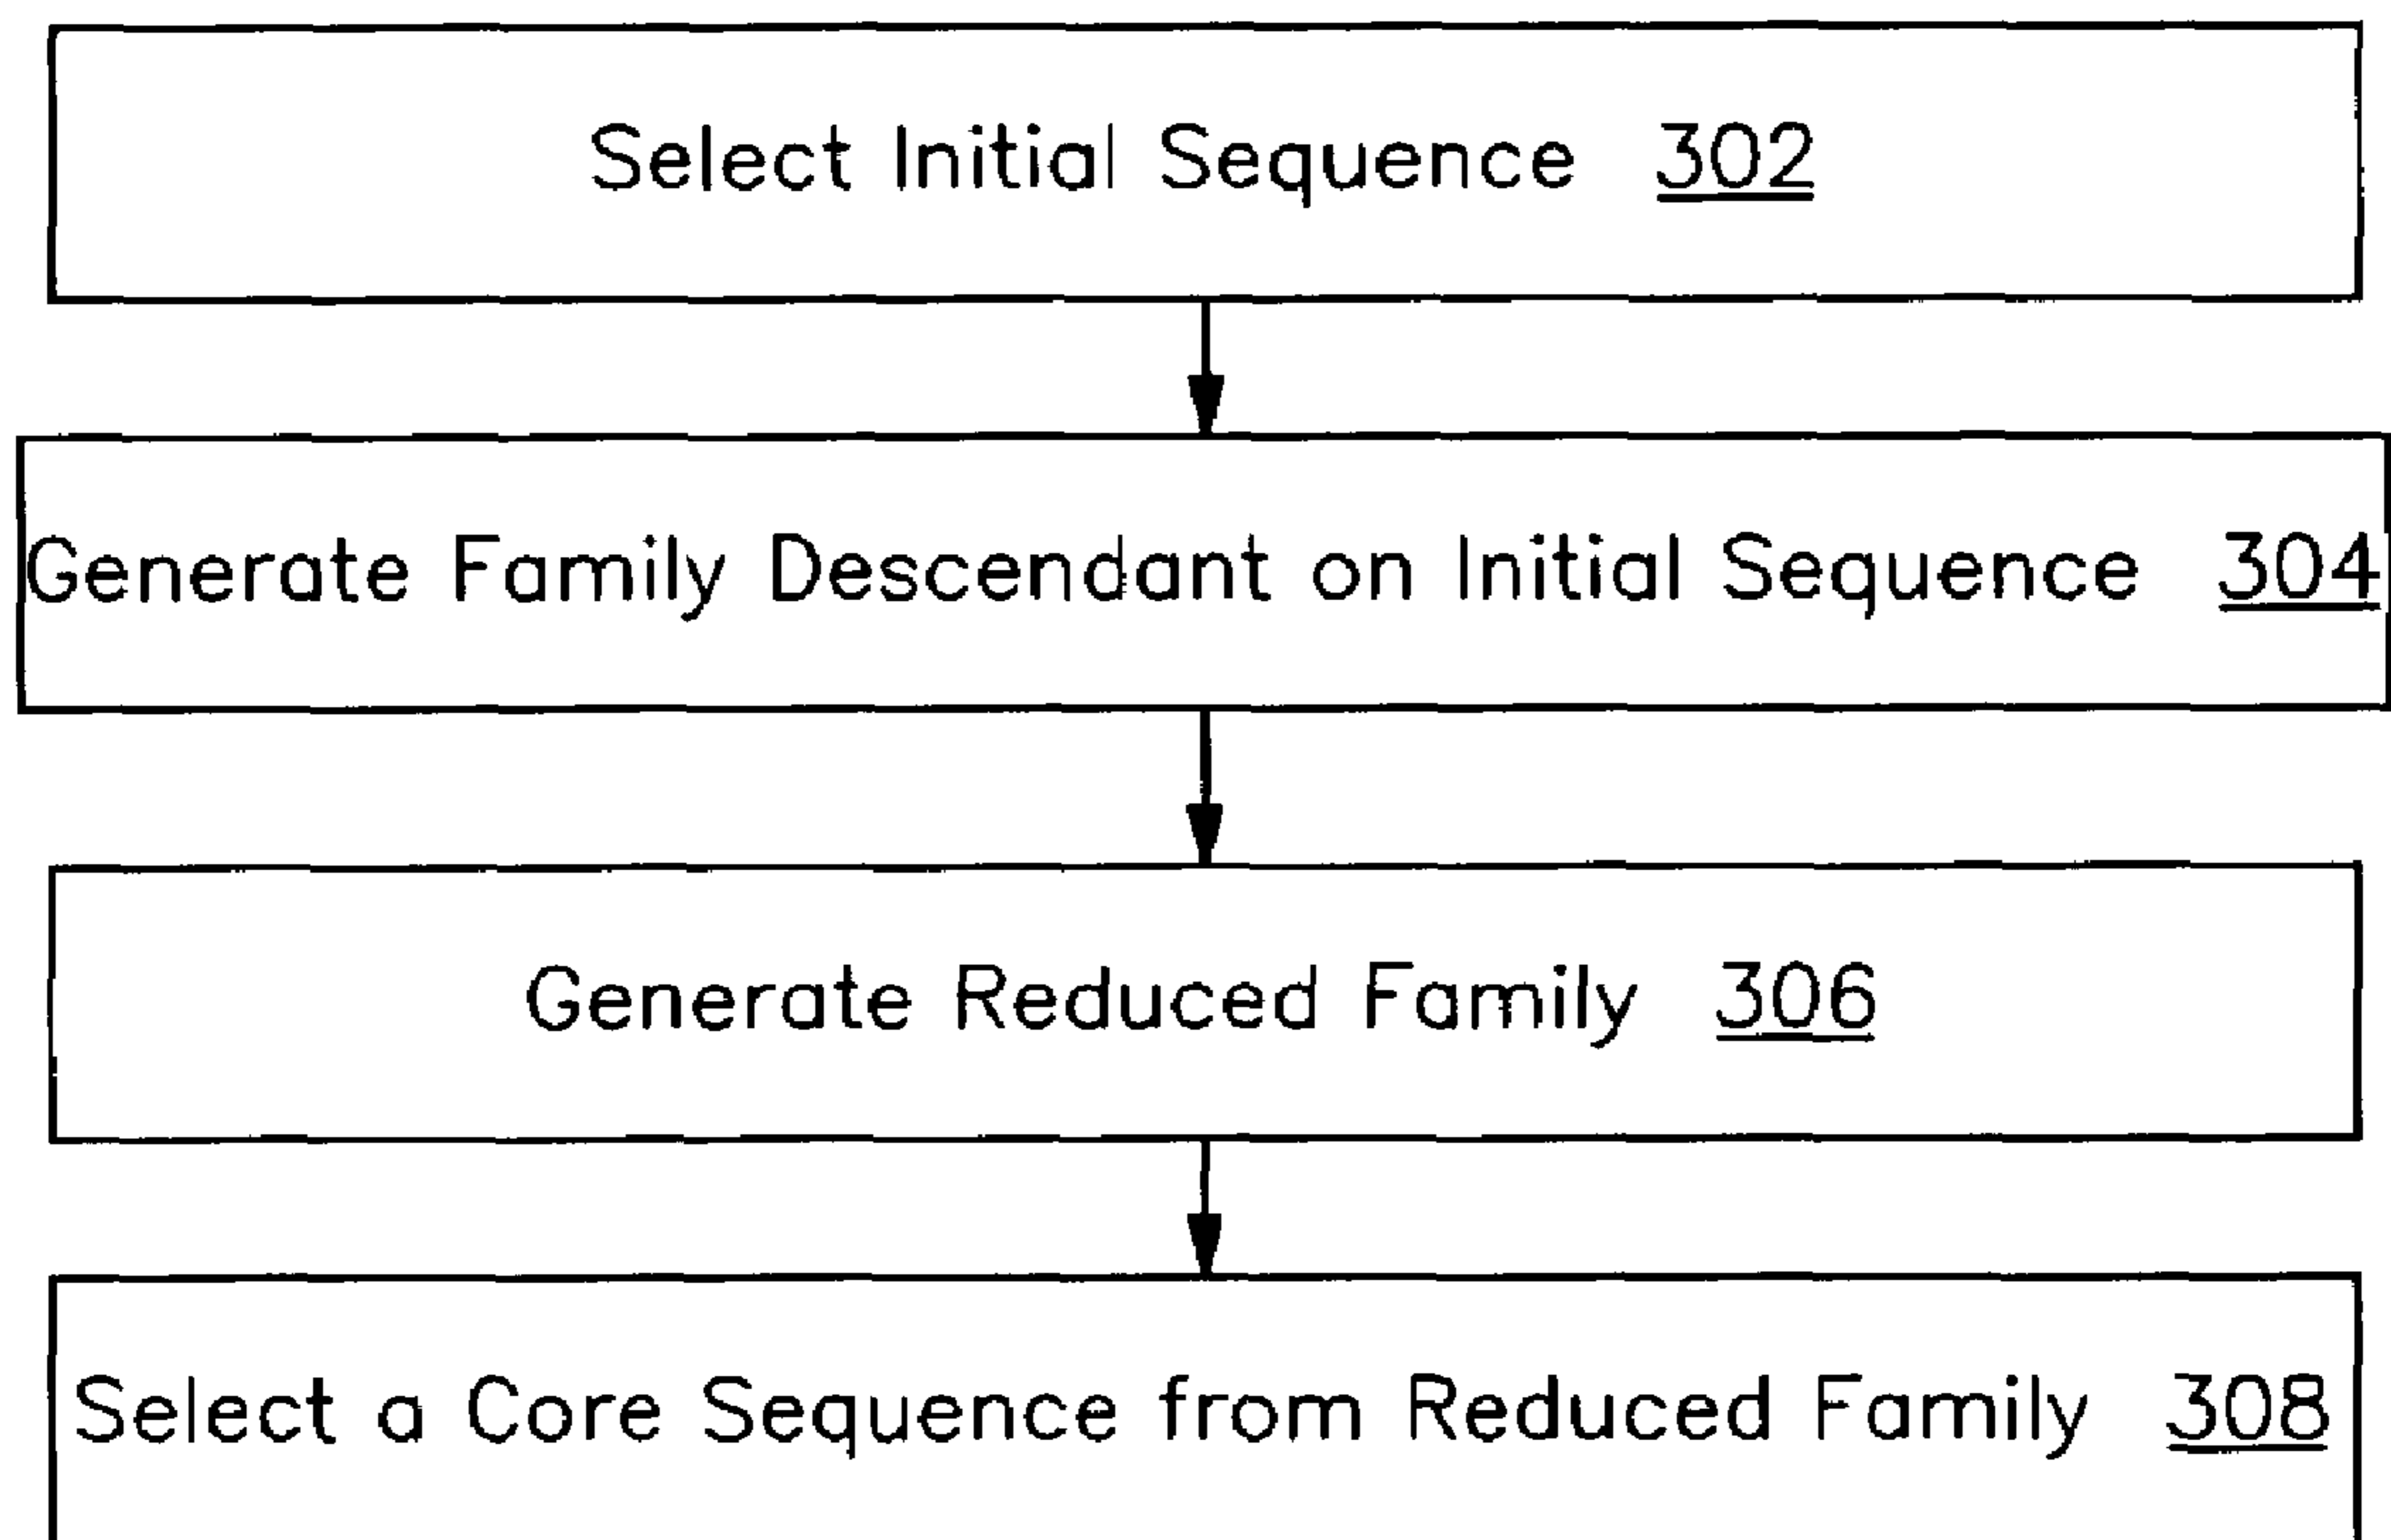 Select Initial Sequence 302
Generate Family Descendant on Initial Sequence 304
Generate Reduced Family 306
Select a Core Sequence from Reduced Family 308